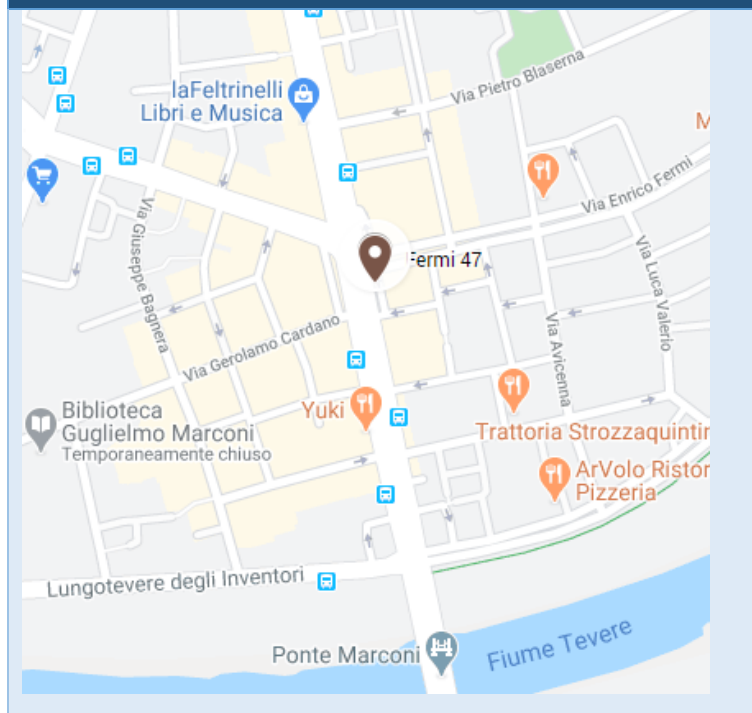 laFeltrinelli
Libri e Musica
Via Pietro Blaserna
M
Via Enrico Fermi
Via Giuseppe Bagnera
Fermi 47
Via Luca Valerio
Via Gerolamo Cardano
Via Avicenna
Biblioteca
Guglielmo Marconi
Temporaneamente chiuso
Yuki
Trattoria Strozzaquintin
ArVolo Ristor
Pizzeria
Lungotevere degli Inventori
Ponte Marconi
Fiume Tevere